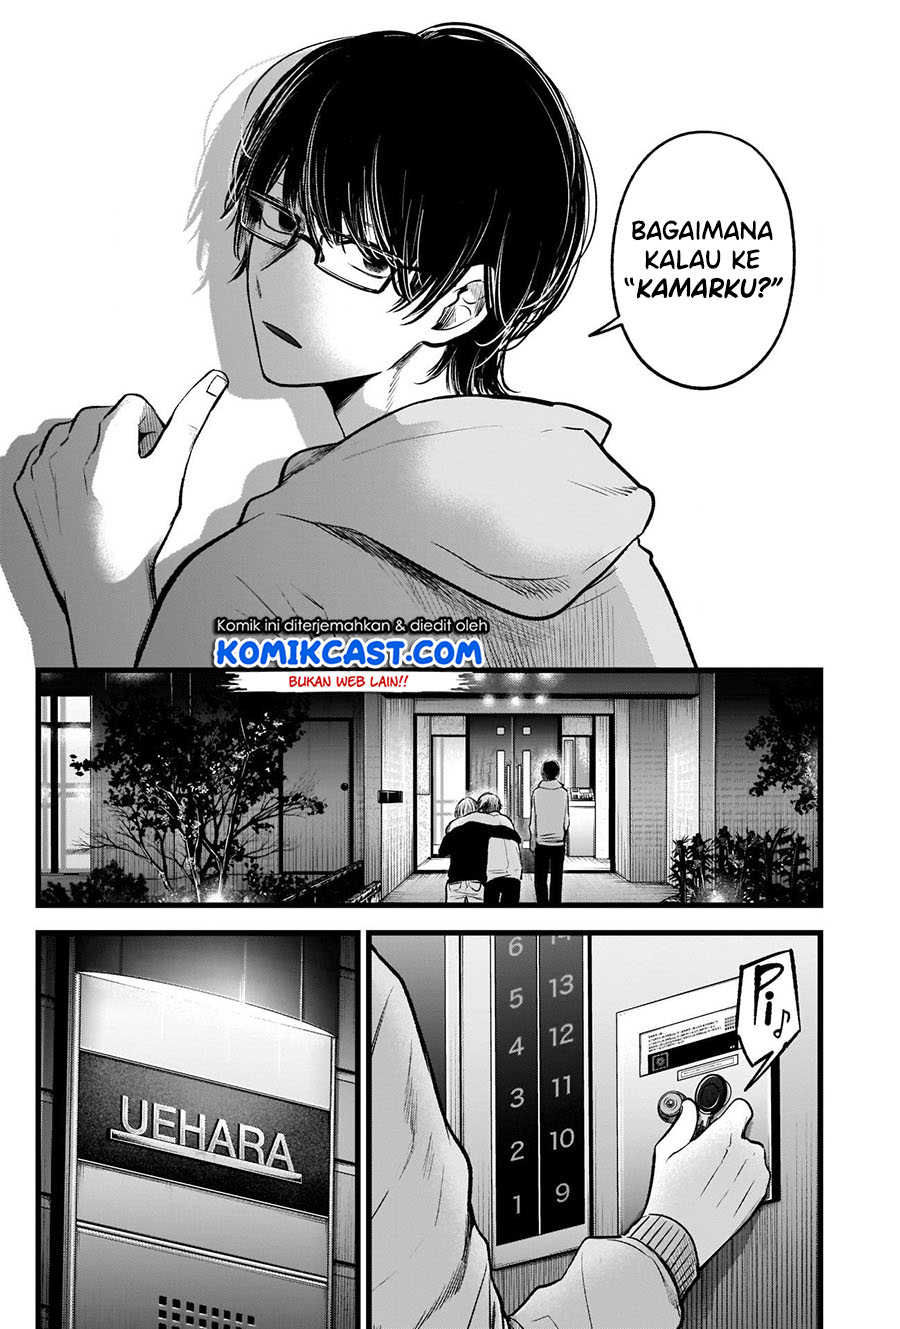 BAGAIMANA
KALAU KE
“KAMARKU?”
Komik ini diterjemahkan & diedit oleh
KOMIKCAST.COM
BUKAN WEB LAIN!!
UEHARA
6 14
5 13
4 12
3 11
2 10
1 9
Pi♪